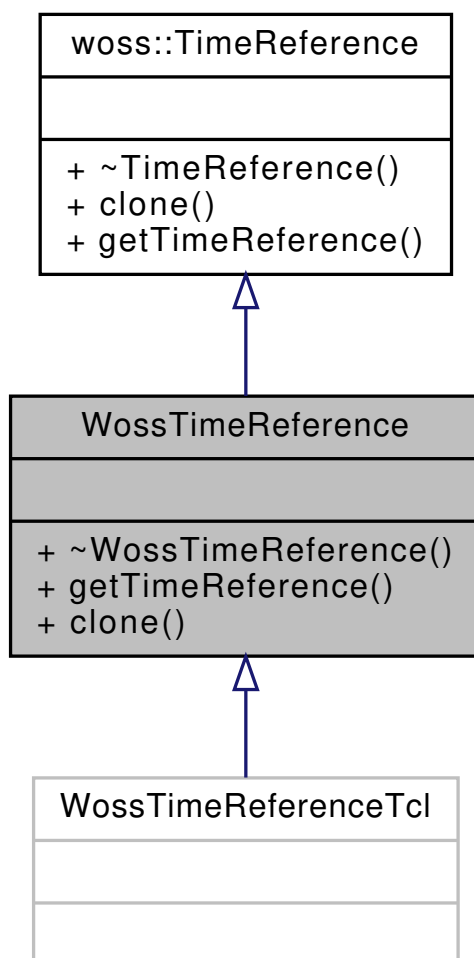 woss::TimeReference
+ ~TimeReference()
+ clone()
+ getTimeReference()
WossTimeReference
+ ~WossTimeReference()
+ getTimeReference()
+ clone()
WossTimeReferenceTcl